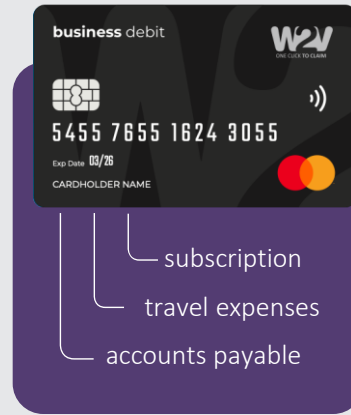 business debit
W2V
ONE CLICK TO CLAIM
5455 7655 1624 3055
Exp Date 03/26
CARDHOLDER NAME
subscription
travel expenses
accounts payable